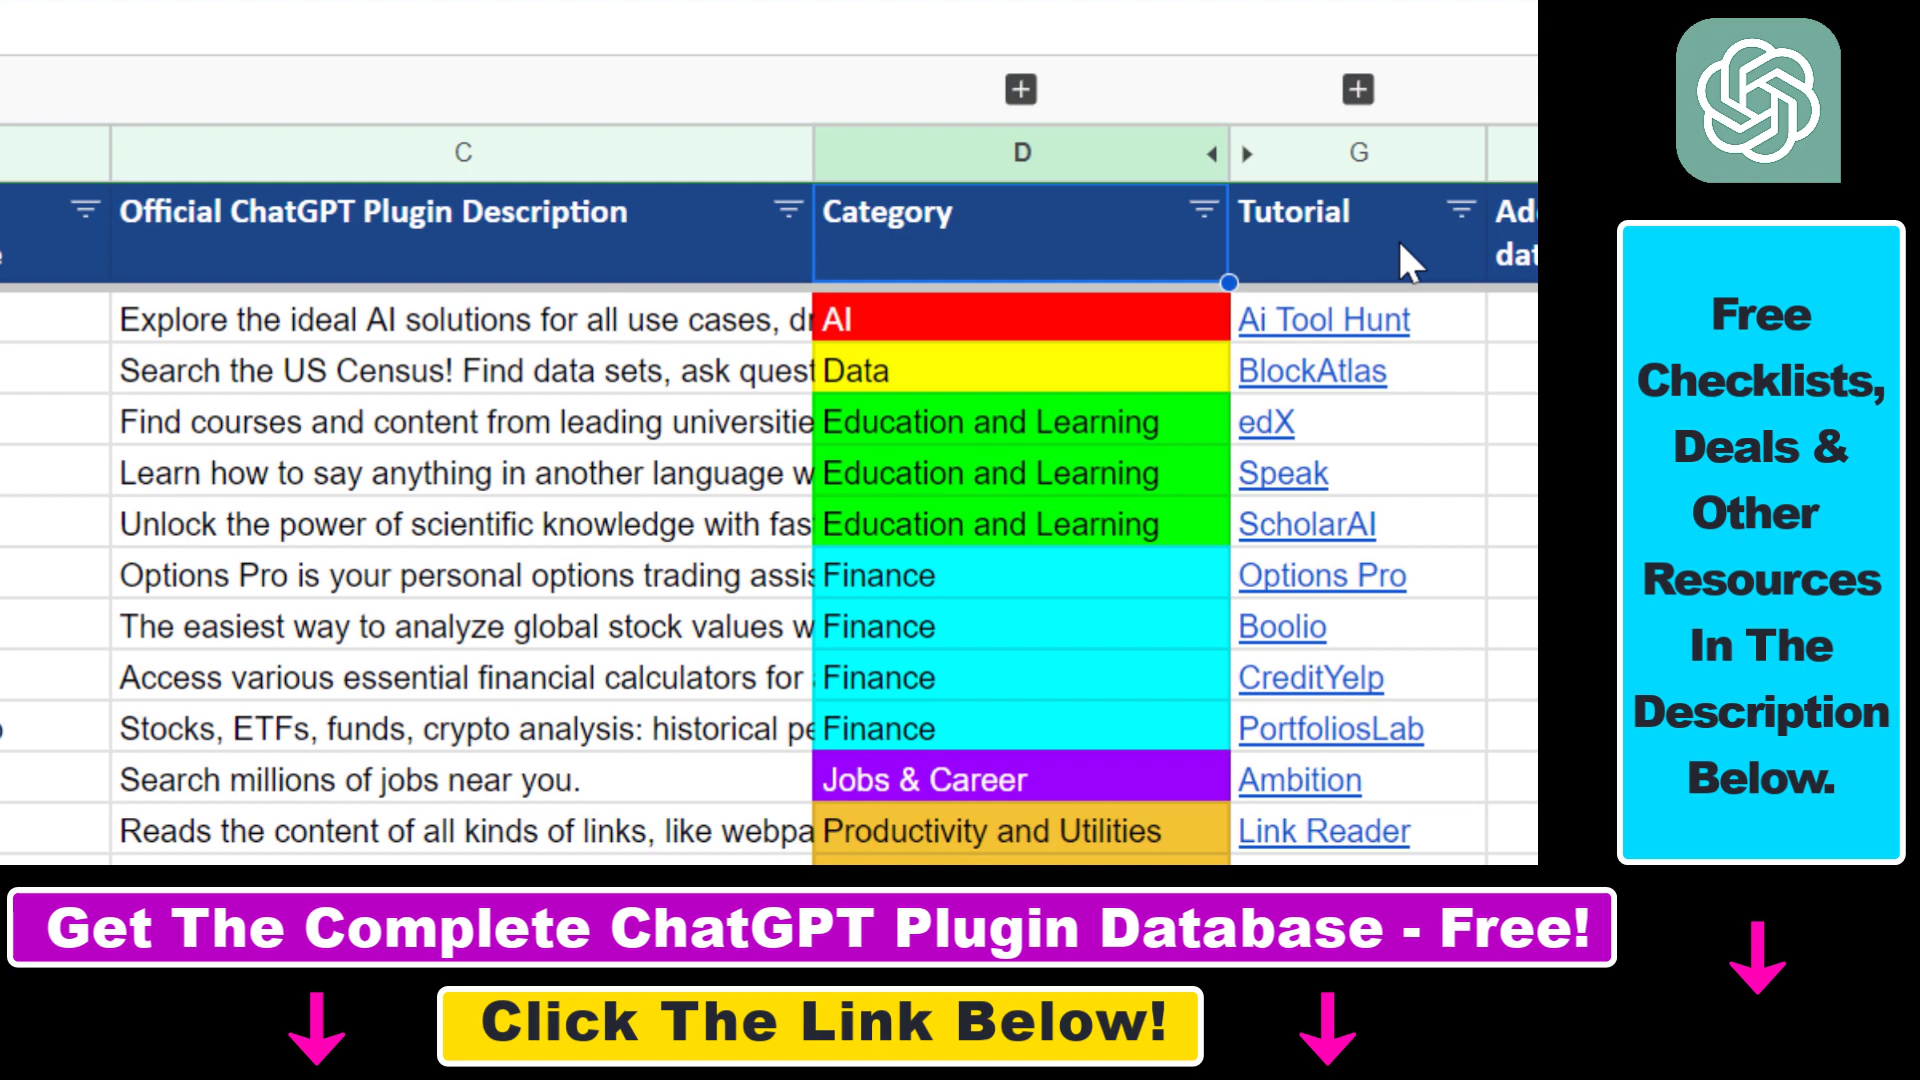 C D G
Official ChatGPT Plugin Description Category Tutorial
Explore the ideal AI solutions for all use cases, AI Ai Tool Hunt
Search the US Census! Find data sets, ask Data BlockAtlas
Find courses and content from leading Education and Learning edX
Learn how to say anything in another language Education and Learning Speak
Unlock the power of scientific knowledge with Education and Learning ScholarAI
Options Pro is your personal options trading Finance Options Pro
The easiest way to analyze global stock values Finance Boolio
Access various essential financial calculators for Finance CreditYelp
Stocks, ETFs, funds, crypto analysis: historical Finance PortfoliosLab
Search millions of jobs near you. Jobs & Career Ambition
Reads the content of all kinds of links, like Productivity and Utilities Link Reader
Free
Checklists,
Deals &
Other
Resources
In The
Description
Below.
Get The Complete ChatGPT Plugin Database - Free!
Click The Link Below!